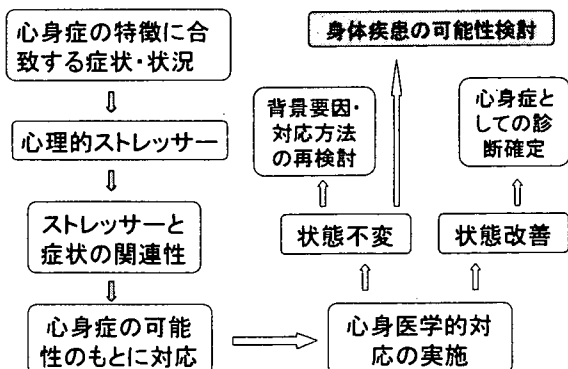 心身症の特徴に合
致する症状・状況
心理的ストレッサー
ストレッサーと
症状の関連性
心身症の可能
性のもとに対応
心身医学的対
応の実施
状態不変
背景要因・
対応方法
の再検討
身体疾患の可能性検討
状態改善
心身症と
しての診
断確定